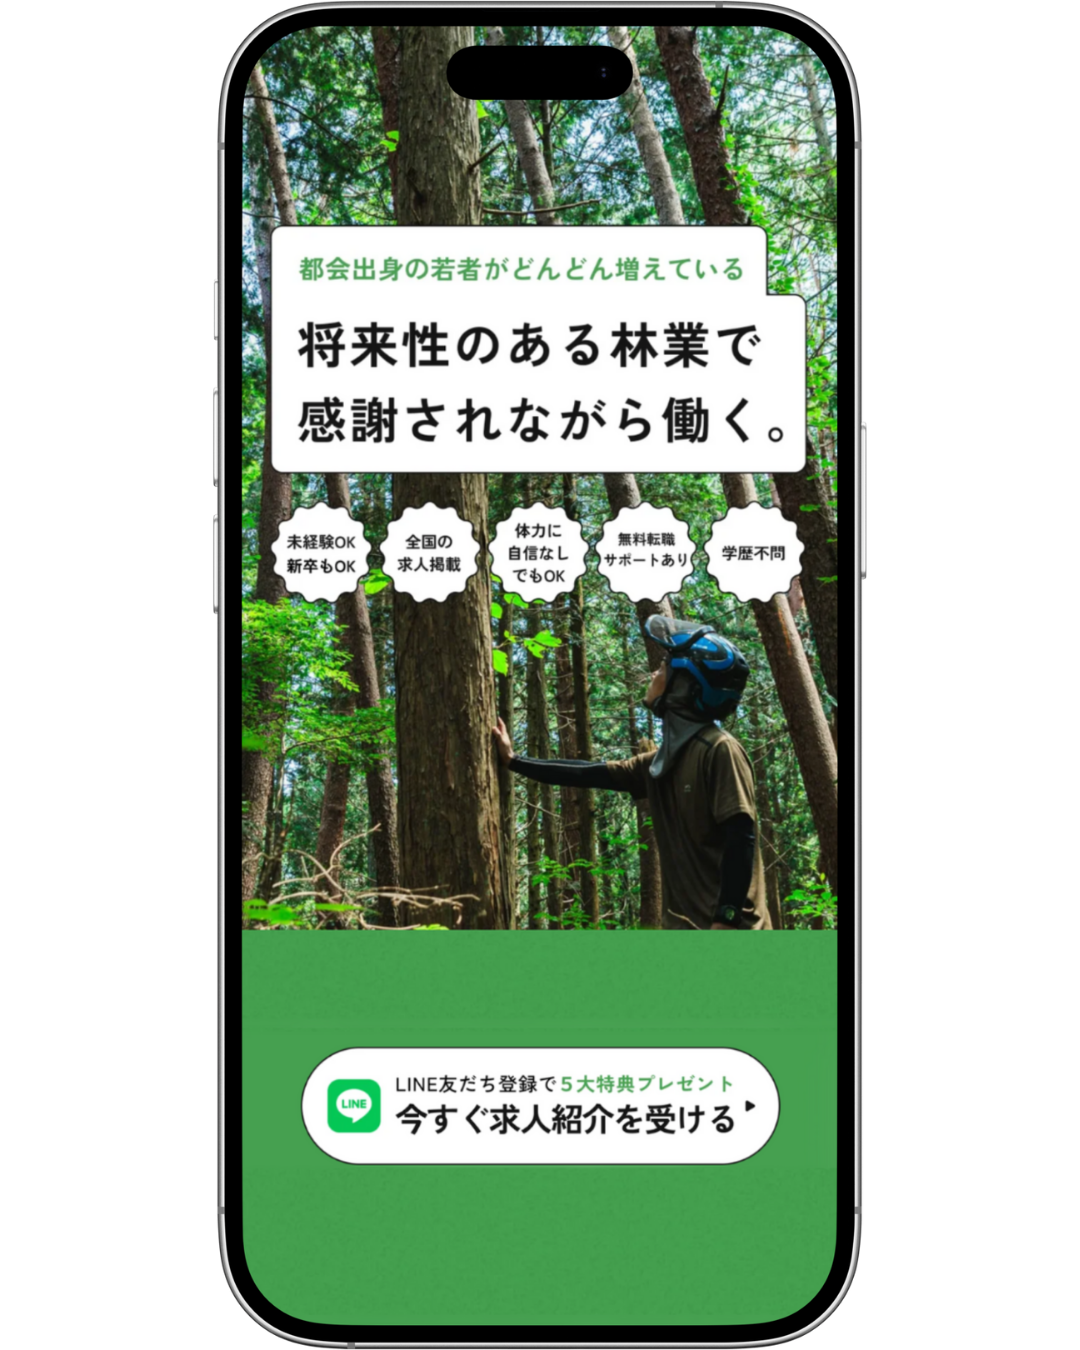 都会出身の若者がどんどん増えている
将来性のある林業で
感謝されながら働く。
未経験OK
新卒もOK
全国の
求人掲載
体力に
自信なし
でもOK
無料転職
サポートあり
学歴不問
LINE友だち登録で5大特典プレゼント
LINE
今すぐ求人紹介を受ける